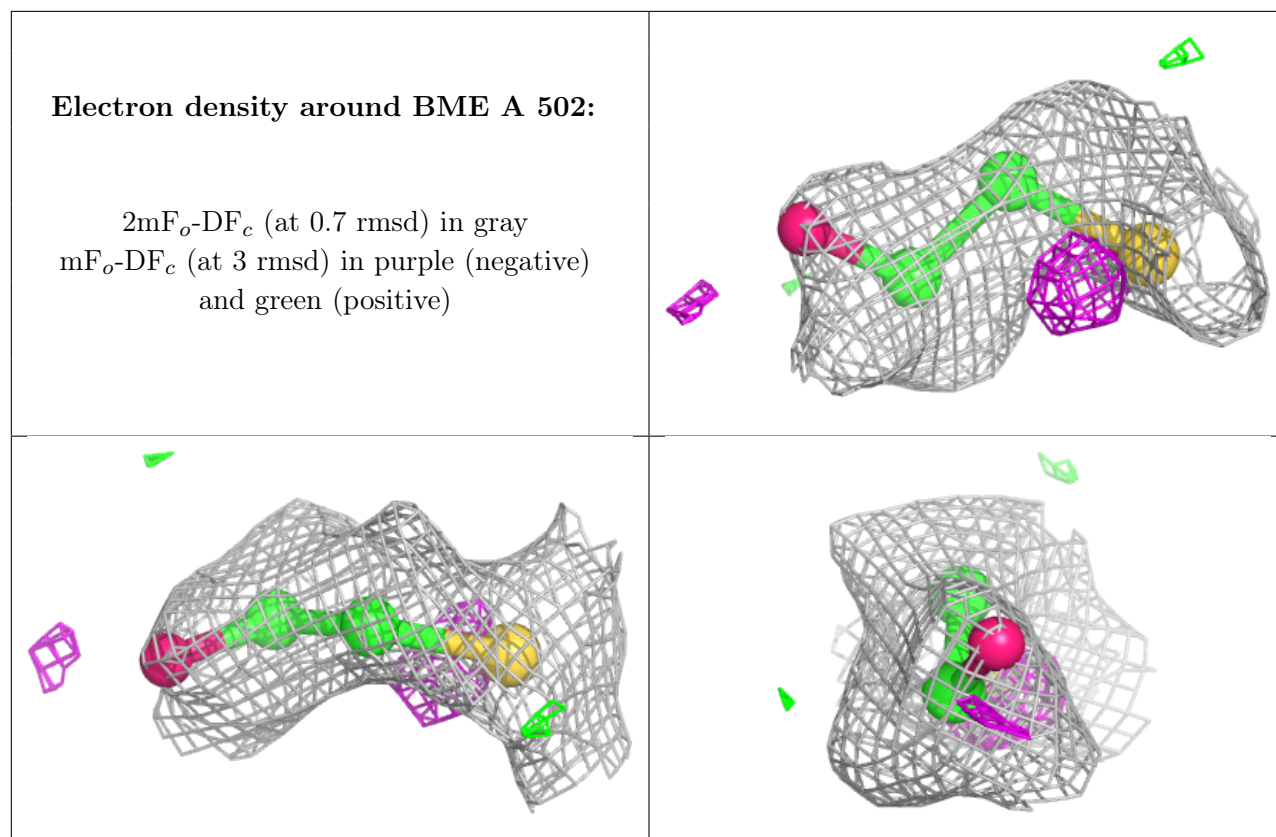 Electron density around BME A 502:
2mFo-DFc (at 0.7 rmsd) in gray
mFo-DFc (at 3 rmsd) in purple (negative)
and green (positive)